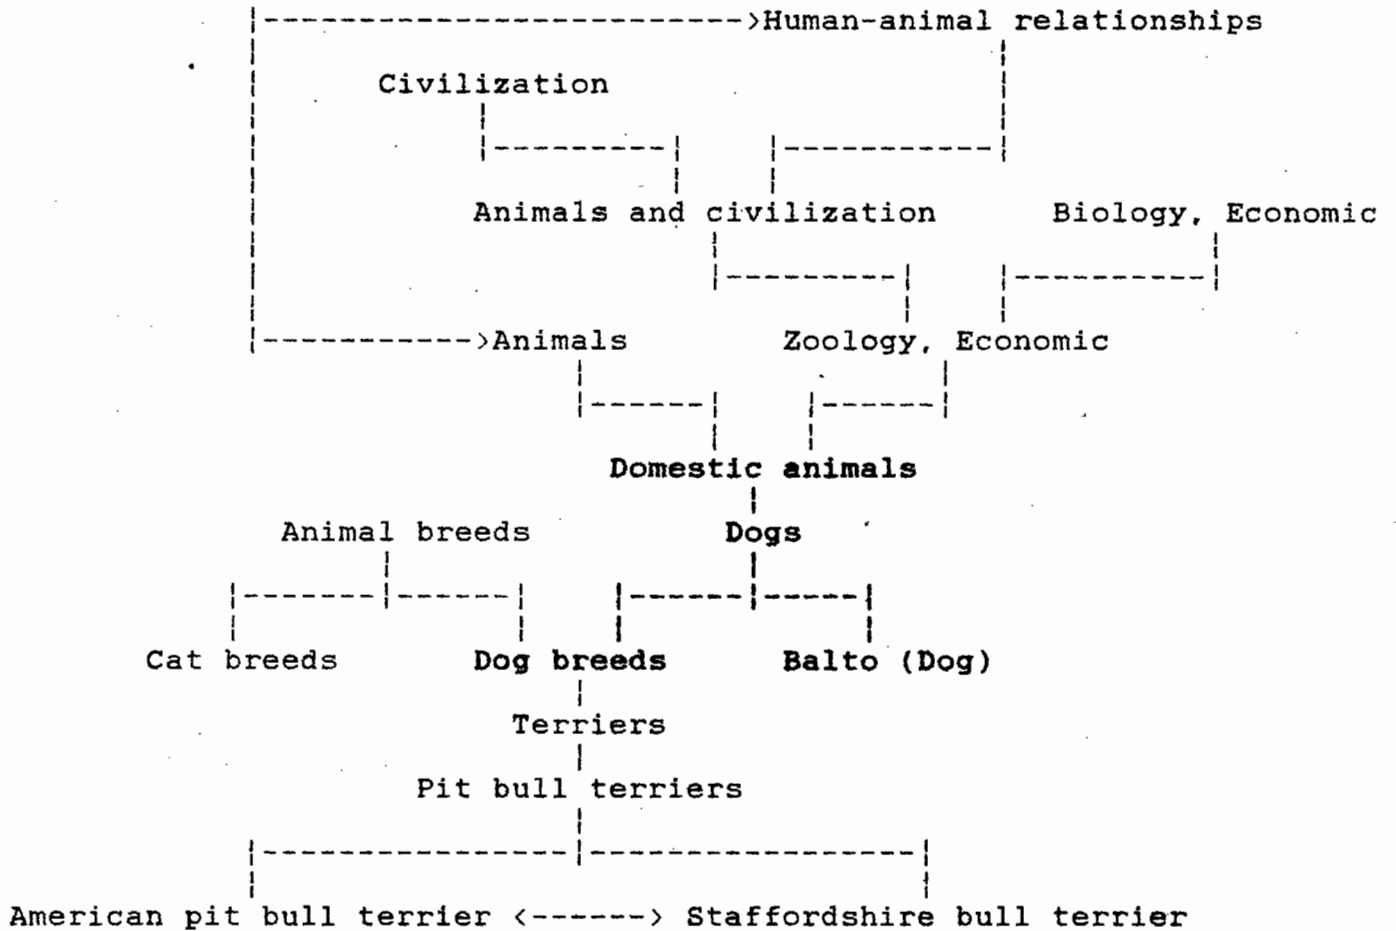 Human-animal relationships
Civilization
Animals and civilization Biology, Economic
Animals Zoology, Economic
Domestic animals
Animal breeds Dogs
Cat breeds Dog breeds Balto (Dog)
Terriers
Pit bull terriers
American pit bull terrier <------> Staffordshire bull terrier